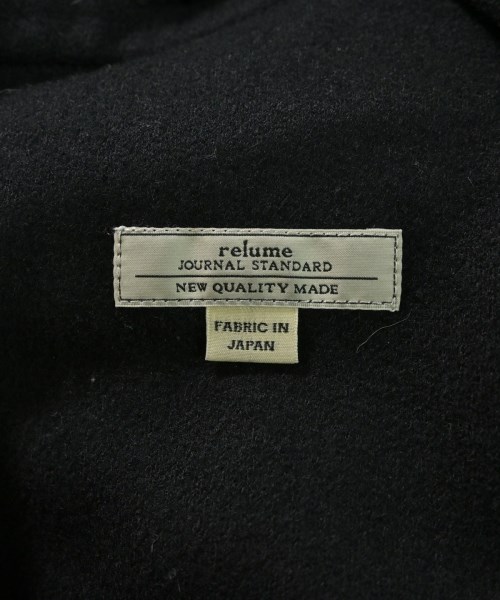 relume
JOURNAL STANDARD
NEW QUALITY MADE
FABRIC IN
JAPAN